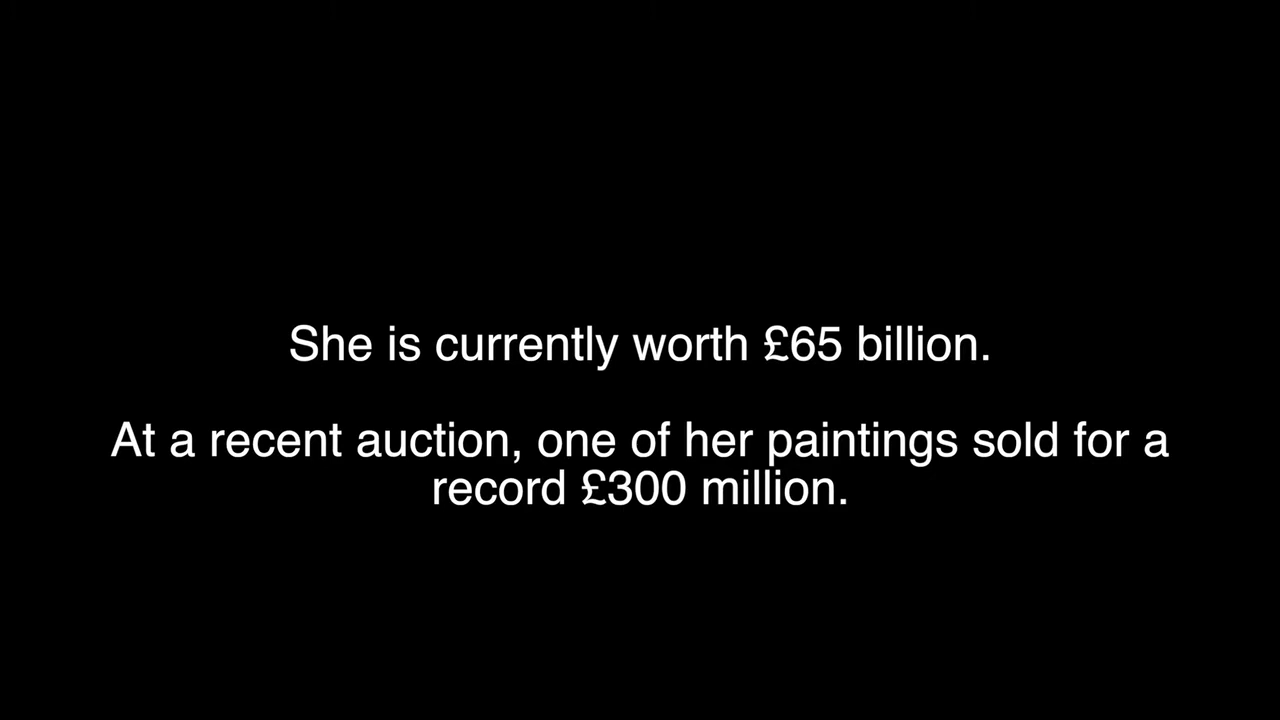 She is currently worth £65 billion.
At a recent auction, one of her paintings sold for a
record £300 million.